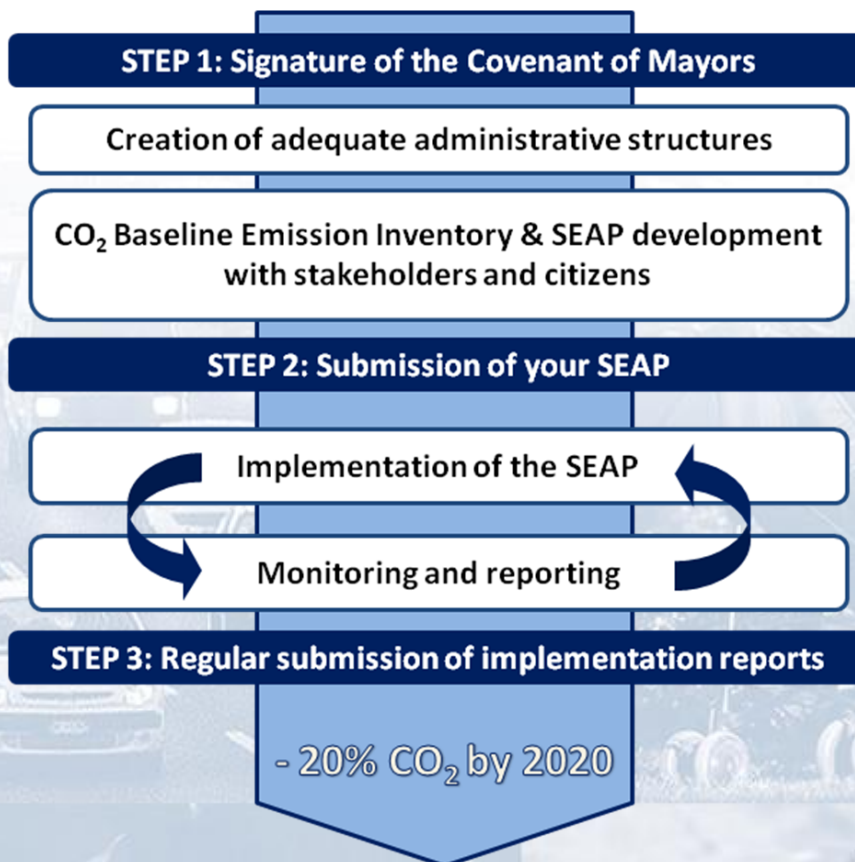 STEP 1: Signature of the Covenant of Mayors
Creation of adequate administrative structures
CO₂ Baseline Emission Inventory & SEAP development
with stakeholders and citizens
STEP 2: Submission of your SEAP
Implementation of the SEAP
Monitoring and reporting
STEP 3: Regular submission of implementation reports
- 20% CO₂ by 2020